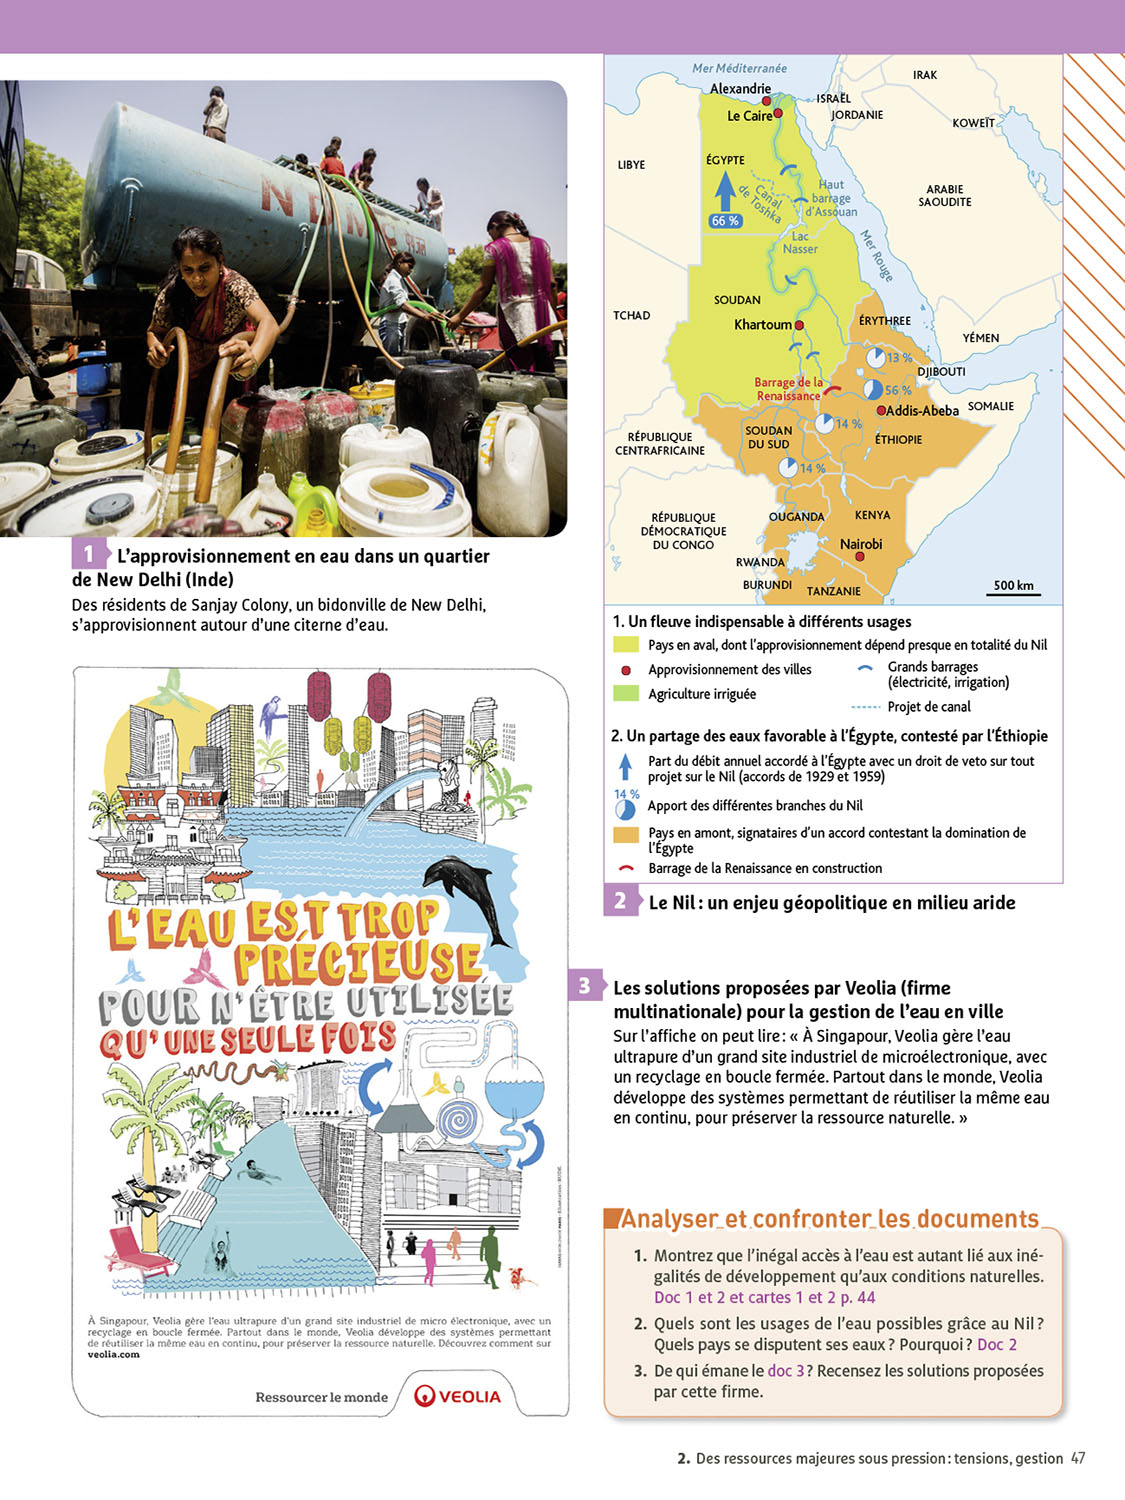 N DMC
1 L'approvisionnement en eau dans un quartier
de New Delhi (Inde)
Des résidents de Sanjay Colony, un bidonville de New Delhi,
s'approvisionnent autour d'une citerne d'eau.
L'EAU EST TROP
PRÉCIEUSE
POUR N'ÊTRE UTILISÉE
QU'UNE SEULE FOIS
À Singapour, Veolia gère l'eau ultrapure d'un grand site industriel de micro électronique, avec un
recyclage en boucle fermée. Partout dans le monde, Veolia développe des systèmes permettant
de réutiliser la même eau en continu, pour préserver la ressource naturelle. Découvrez comment sur
veolia.com
Ressourcer le monde
VEOLIA
Mer Méditerranée
Alexandrie
Le Caire
ISRAËL
JORDANIE
IRAK
KOWEÏT
LIBYE
ÉGYPTE
66 %
Canal
de Toshka
Haut
barrage
d'Assouan
Lac
Nasser
Mer Rouge
ARABIE
SAOUDITE
TCHAD
SOUDAN
Khartoum
ÉRYTHREE
YÉMEN
13 %
DJIBOUTI
Barrage de la
Renaissance
56 %
Addis-Abeba
SOMALIE
14 %
SOUDAN
DU SUD
ÉTHIOPIE
RÉPUBLIQUE
CENTRAFRICAINE
14 %
RÉPUBLIQUE
DÉMOCRATIQUE
DU CONGO
OUGANDA
KENYA
Nairobi
RWANDA
BURUNDI
TANZANIE
500 km
1. Un fleuve indispensable à différents usages
Pays en aval, dont l'approvisionnement dépend presque en totalité du Nil
Approvisionnement des villes
Grands barrages
(électricité, irrigation)
Agriculture irriguée
Projet de canal
2. Un partage des eaux favorable à l'Égypte, contesté par l'Éthiopie
Part du débit annuel accordé à l'Égypte avec un droit de veto sur tout
projet sur le Nil (accords de 1929 et 1959)
14 %
Apport des différentes branches du Nil
Pays en amont, signataires d'un accord contestant la domination de
l'Égypte
Barrage de la Renaissance en construction
2 Le Nil : un enjeu géopolitique en milieu aride
3 Les solutions proposées par Veolia (firme
multinationale) pour la gestion de l'eau en ville
Sur l'affiche on peut lire : « À Singapour, Veolia gère l'eau
ultrapure d'un grand site industriel de microélectronique, avec
un recyclage en boucle fermée. Partout dans le monde, Veolia
développe des systèmes permettant de réutiliser la même eau
en continu, pour préserver la ressource naturelle. »
Analyser et confronter les documents
1. Montrez que l'inégal accès à l'eau est autant lié aux iné-
galités de développement qu'aux conditions naturelles.
Doc 1 et 2 et cartes 1 et 2 p. 44
2. Quels sont les usages de l'eau possibles grâce au Nil ?
Quels pays se disputent ses eaux ? Pourquoi ? Doc 2
3. De qui émane le doc 3 ? Recensez les solutions proposées
par cette firme.
2. Des ressources majeures sous pression : tensions, gestion 47